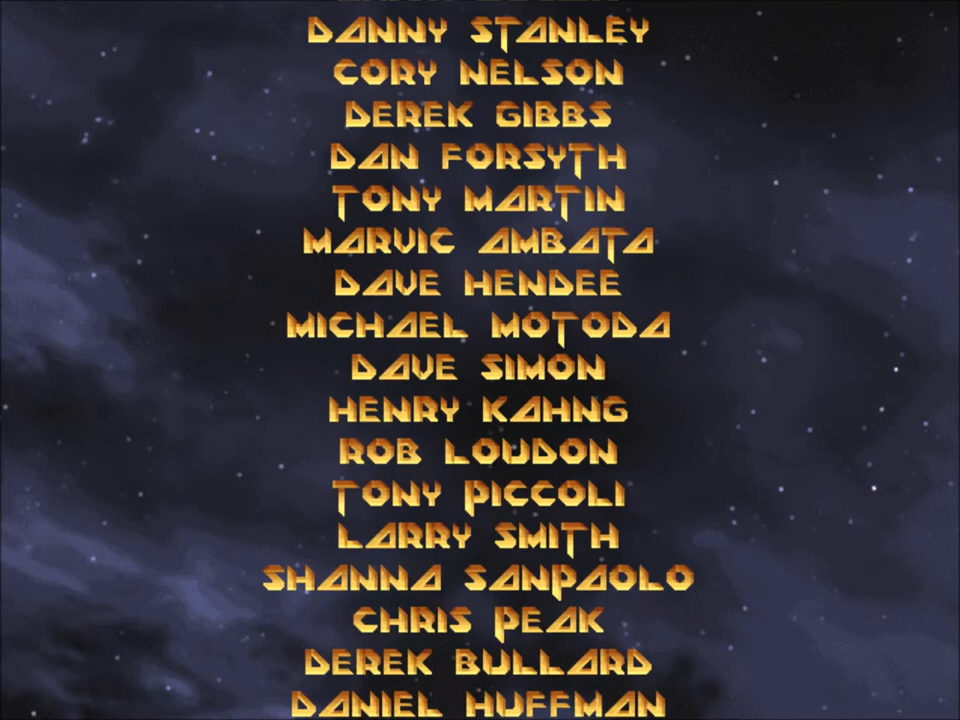 DANNY STANLEY
CORY NELSON
DEREK GIBBS
DAN FORSYTH
TONY MARTIN
MARVIC AMBATA
DAVE HENDEE
MICHAEL MOTODA
DAVE SIMON
HENRY KAHNG
ROB LOUDON
TONY PICCOLI
LARRY SMITH
SHANNA SANPAOLO
CHRIS PEAK
DEREK BULLARD
DANIEL HUFFMAN